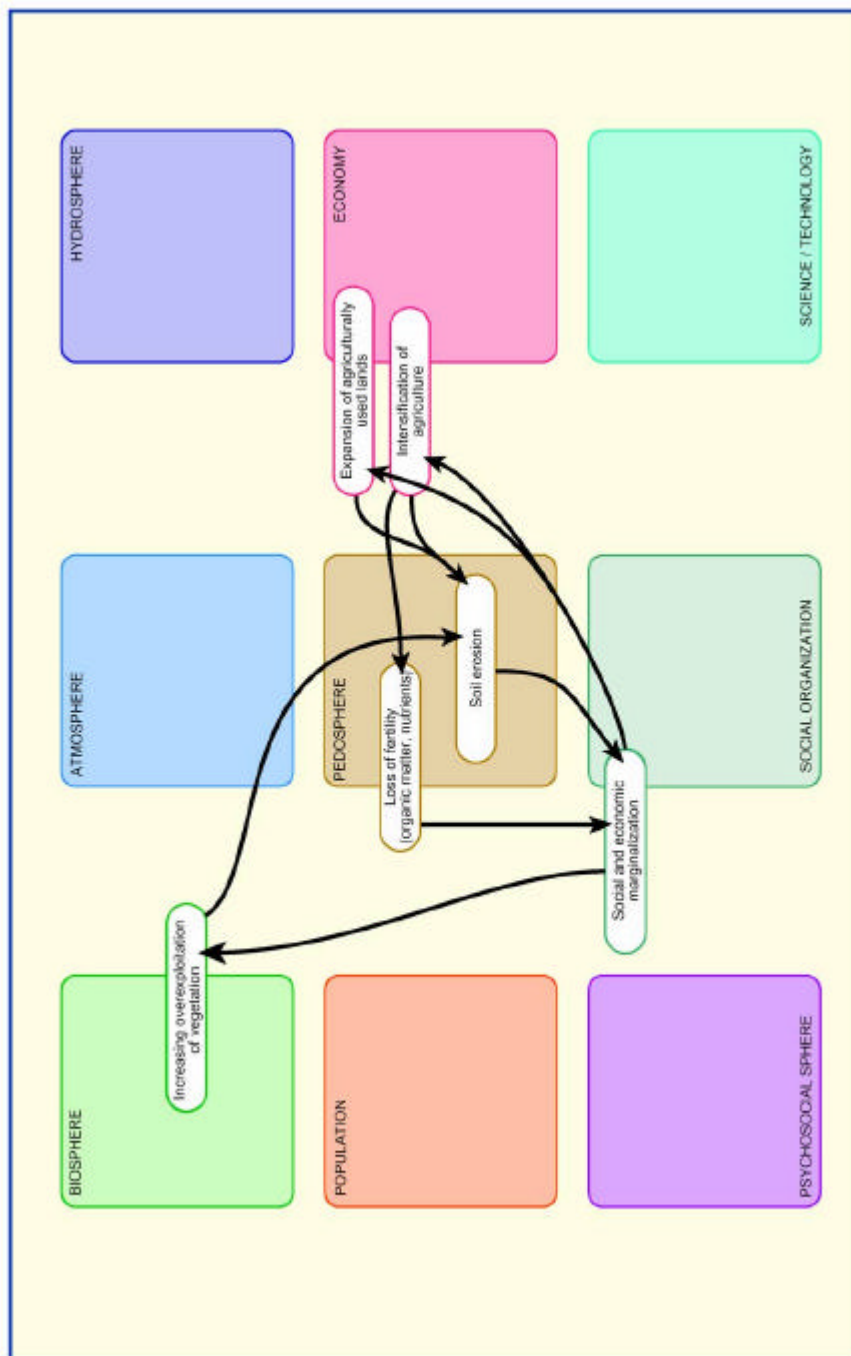 BIOSPHERE
Increasing overexploitation
of vegetation
ATMOSPHERE
HYDROSPHERE
POPULATION
PEDOSPHERE
Loss of fertility
(organic matter, nutrients)
Soil erosion
ECONOMY
Expansion of agriculturally
used lands
Intensification of
agriculture
PSYCHOSOCIAL SPHERE
Social and economic
marginalization
SOCIAL ORGANIZATION
SCIENCE / TECHNOLOGY